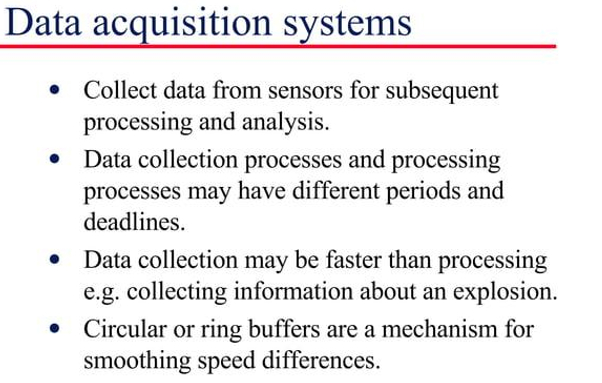 Data acquisition systems
• Collect data from sensors for subsequent
processing and analysis.
• Data collection processes and processing
processes may have different periods and
deadlines.
• Data collection may be faster than processing
e.g. collecting information about an explosion.
• Circular or ring buffers are a mechanism for
smoothing speed differences.